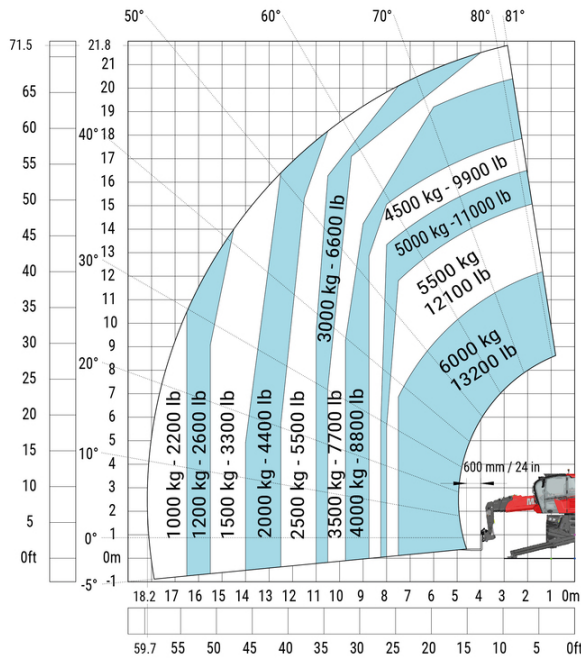 50° 60° 70° 80° 81°
71.5 21.8
21
65 20
19
60 40° 18
17
55
16
50 15
14
45
13
30° 12
40
11
35 10
9
30
8
20° 7
25
6
20
5
15 4
10° 3
10
2
5 1
0°
0ft 0m
-5° -1
1000 kg - 2200 lb
1200 kg - 2600 lb
1500 kg - 3300 lb
2000 kg - 4400 lb
2500 kg - 5500 lb
3000 kg - 6600 lb
3500 kg - 7700 lb
4000 kg - 8800 lb
4500 kg - 9900 lb
5000 kg -11000 lb
5500 kg
12100 lb
6000 kg
13200 lb
600 mm / 24 in
18.2 17 16 15 14 13 12 11 10 9 8 7 6 5 4 3 2 1 0m
59.7 55 50 45 40 35 30 25 20 15 10 5 0ft